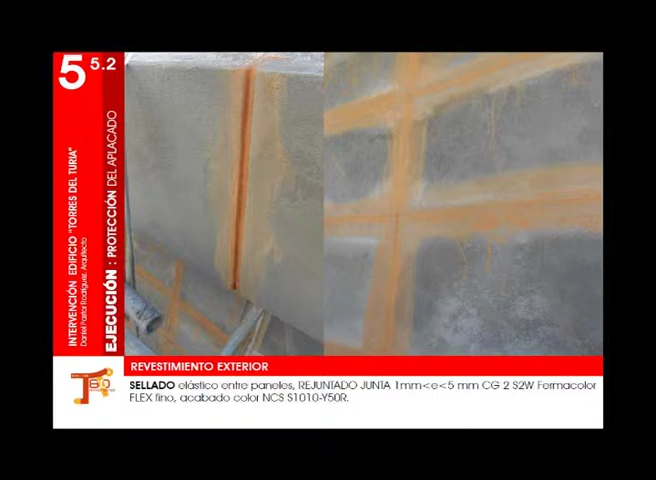 5 5.2
INTERVENCIÓN EDIFICIO "TORRES DEL TURIA"
Daniel Pastor Rodríguez. Arquitecto
EJECUCIÓN : PROTECCIÓN DEL APLACADO
REVESTIMIENTO EXTERIOR
SELLADO elástico entre paneles, REJUNTADO JUNTA 1mm<e<5 mm CG 2 S2W Fermacolor
FLEX fino, acabado color NCS S1010-Y50R.